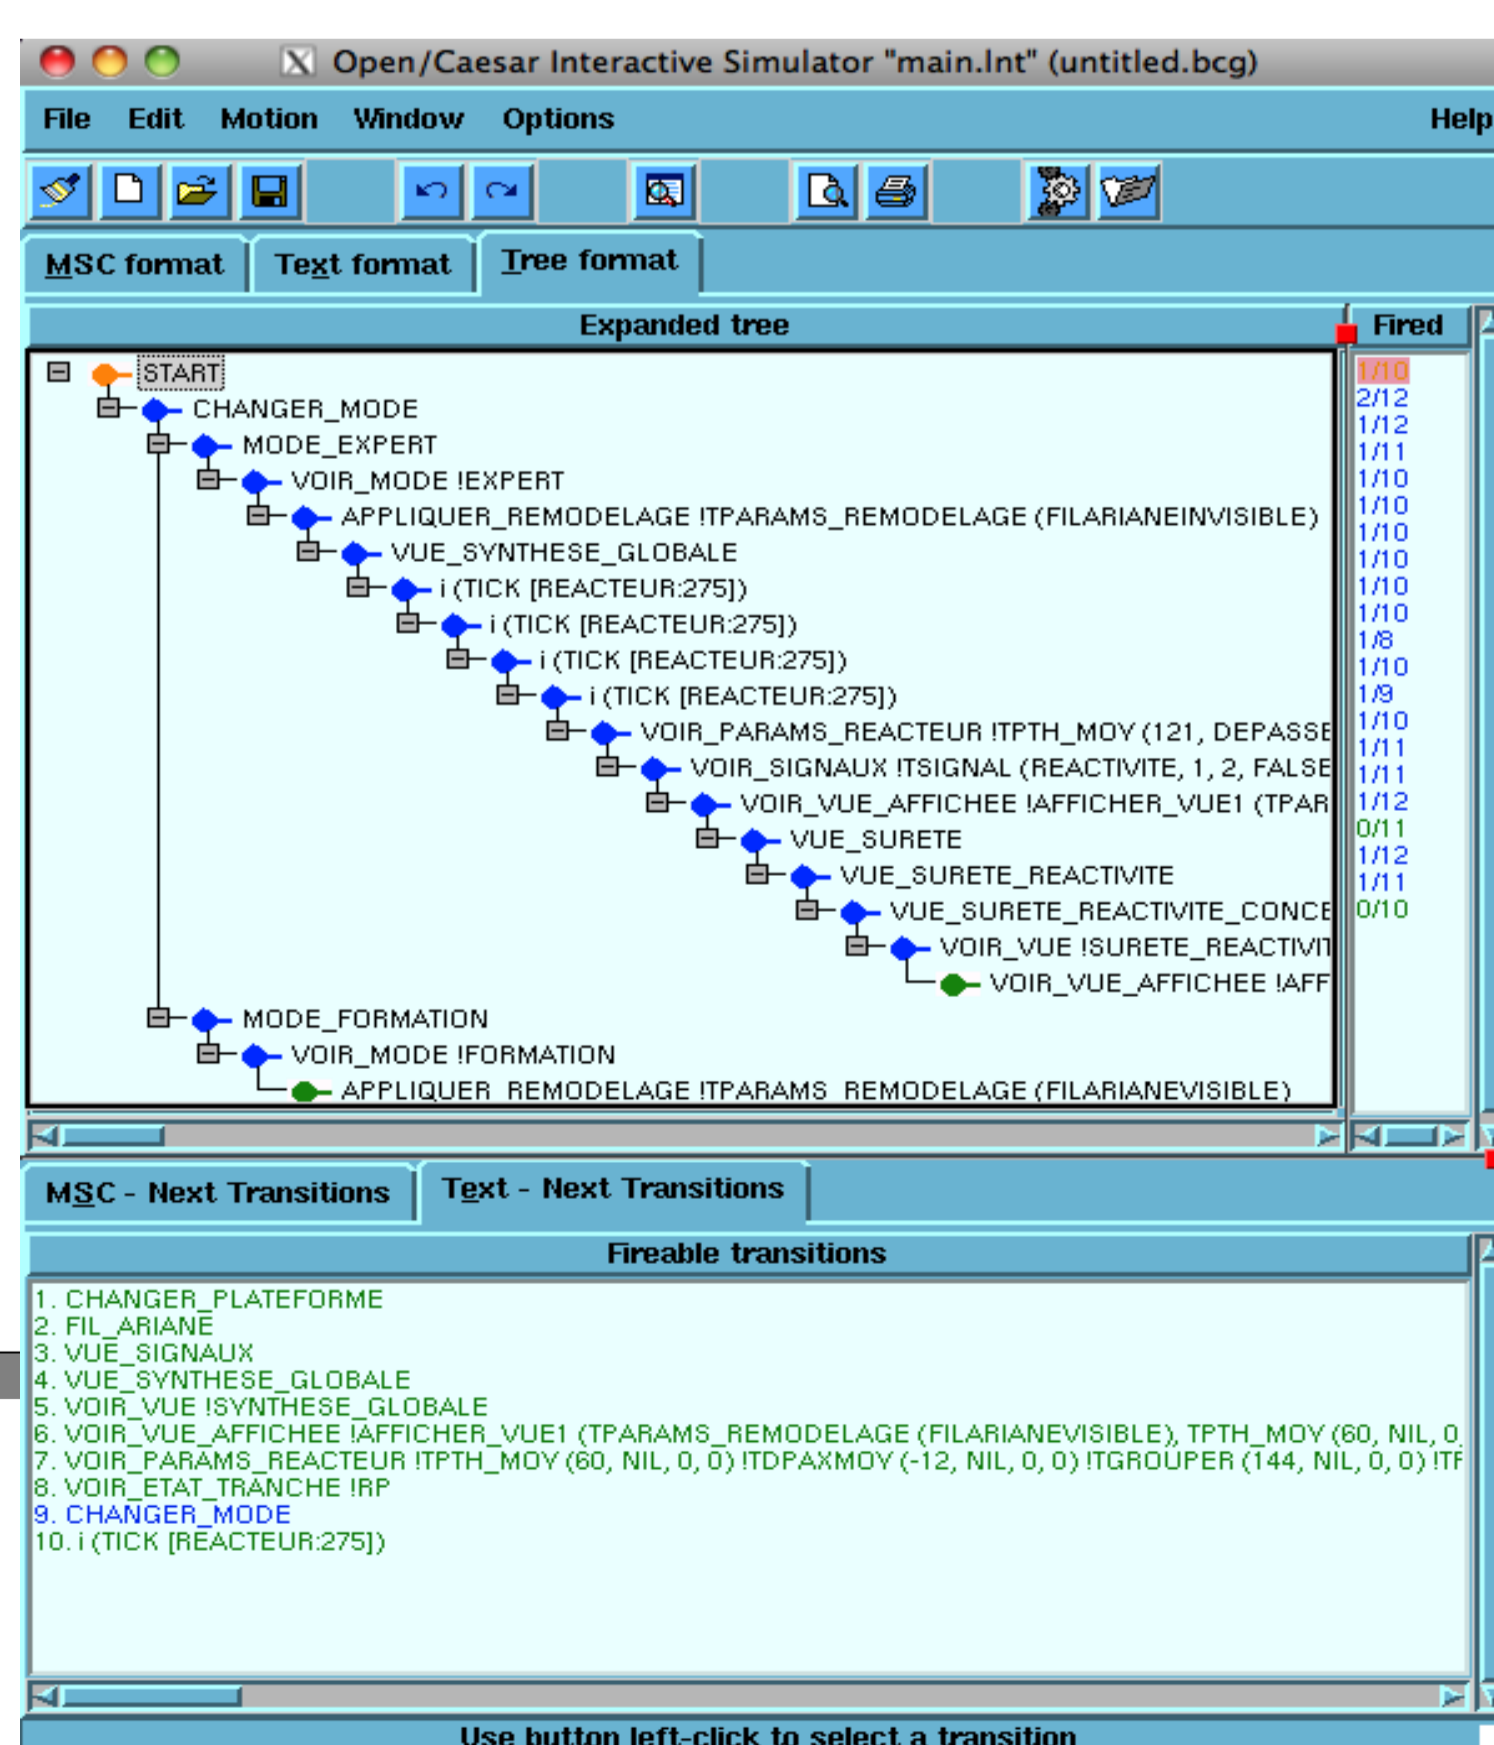 Open/Caesar Interactive Simulator "main.lnt" (untitled.bcg)
File Edit Motion Window Options Help
MSC format Text format Tree format
Expanded tree Fired
START
CHANGER_MODE
MODE_EXPERT
VOIR_MODE !EXPERT
APPLIQUER_REMODELAGE !TPARAMS_REMODELAGE (FILARIANEINVISIBLE)
VUE_SYNTHESE_GLOBALE
i (TICK [REACTEUR:275])
i (TICK [REACTEUR:275])
i (TICK [REACTEUR:275])
i (TICK [REACTEUR:275])
VOIR_PARAMS_REACTEUR !TPTH_MOY (121, DEPASSE
VOIR_SIGNAUX !TSIGNAL (REACTIVITE, 1, 2, FALSE
VOIR_VUE_AFFICHEE !AFFICHER_VUE1 (TPAR
VUE_SURETE
VUE_SURETE_REACTIVITE
VUE_SURETE_REACTIVITE_CONCE
VOIR_VUE !SURETE_REACTIVIT
VOIR_VUE_AFFICHEE !AFF
MODE_FORMATION
VOIR_MODE !FORMATION
APPLIQUER_REMODELAGE !TPARAMS_REMODELAGE (FILARIANEVISIBLE)
1/10
2/12
1/12
1/11
1/10
1/10
1/10
1/10
1/10
1/10
1/8
1/10
1/9
1/10
1/11
1/11
1/12
0/11
1/12
1/11
0/10
MSC - Next Transitions Text - Next Transitions
Fireable transitions
1. CHANGER_PLATEFORME
2. FIL_ARIANE
3. VUE_SIGNAUX
4. VUE_SYNTHESE_GLOBALE
5. VOIR_VUE !SYNTHESE_GLOBALE
6. VOIR_VUE_AFFICHEE !AFFICHER_VUE1 (TPARAMS_REMODELAGE (FILARIANEVISIBLE), TPTH_MOY (60, NIL, 0,
7. VOIR_PARAMS_REACTEUR !TPTH_MOY (60, NIL, 0, 0) !TDPAXMOY (-12, NIL, 0, 0) !TGROUPER (144, NIL, 0, 0) !TF
8. VOIR_ETAT_TRANCHE !RP
9. CHANGER_MODE
10. i (TICK [REACTEUR:275])
Use button left-click to select a transition